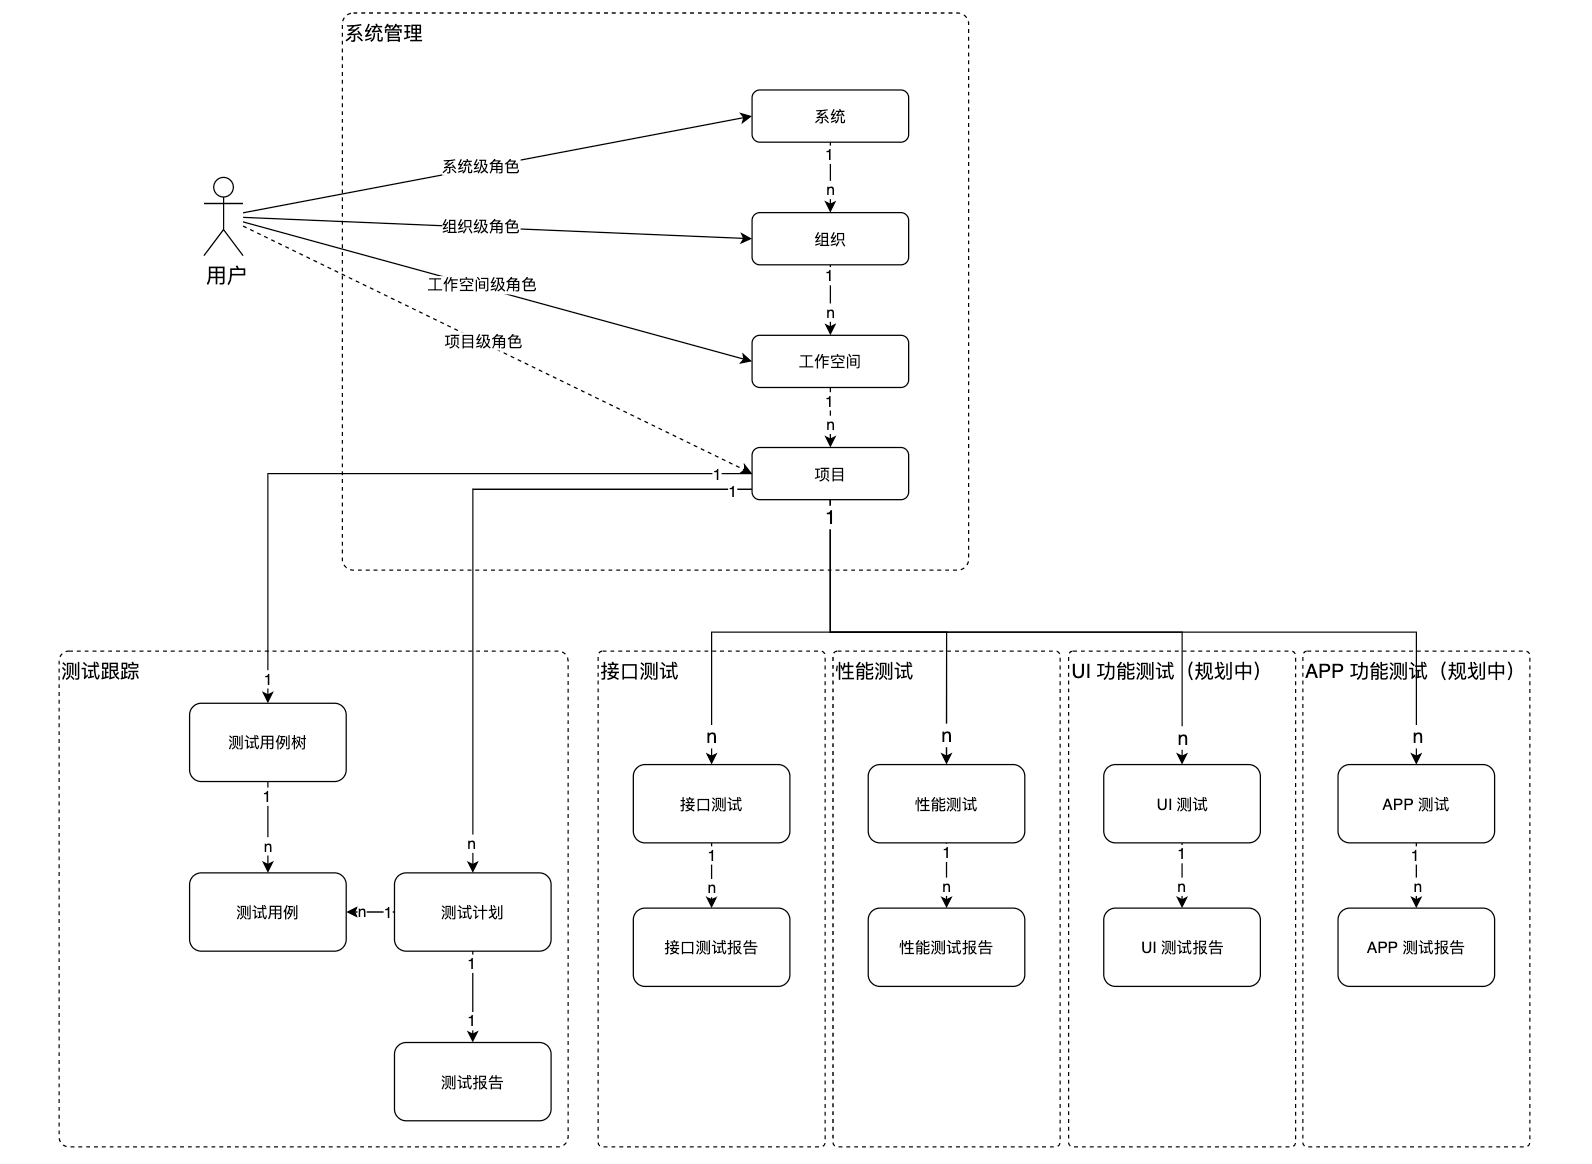 系统管理
系统
1
系统级角色
n
组织级角色
组织
用户
1
工作空间级角色
n
项目级角色
工作空间
1
n
1
项目
1
1
测试跟踪
接口测试
性能测试
UI 功能测试（规划中）
APP 功能测试（规划中）
1
测试用例树
n
n
n
n
1
接口测试
性能测试
UI 测试
APP 测试
n
n
1
1
1
1
n
n
n
n
测试用例
n
1
测试计划
接口测试报告
性能测试报告
UI 测试报告
APP 测试报告
1
1
测试报告